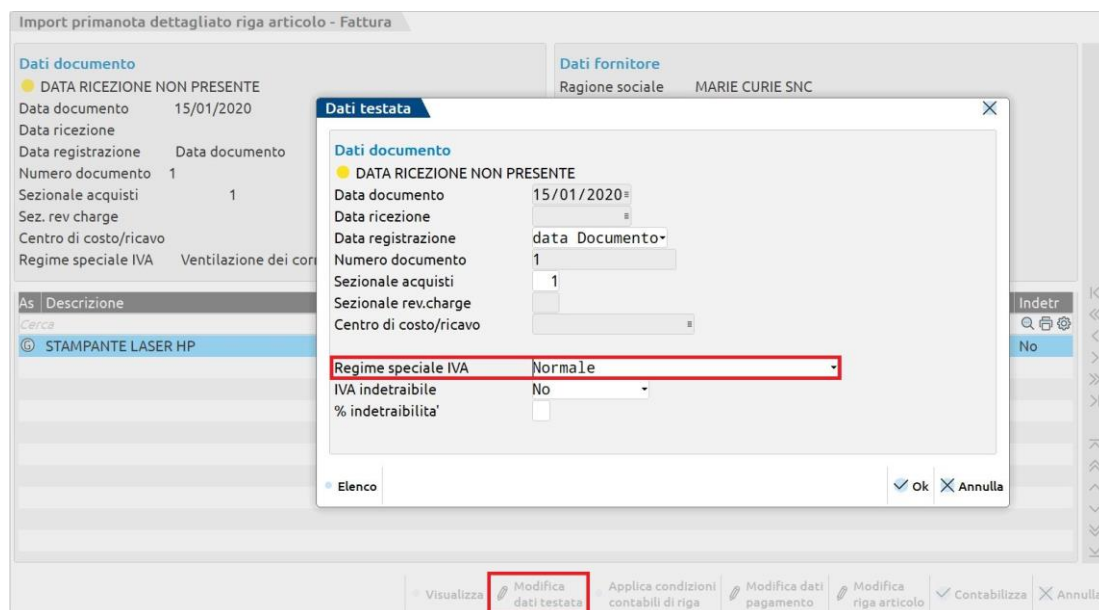 Import primanota dettagliato riga articolo - Fattura
Dati documento
DATA RICEZIONE NON PRESENTE
Data documento 15/01/2020
Data ricezione
Data registrazione Data documento
Numero documento 1
Sezionale acquisti 1
Sez. rev charge
Centro di costo/ricavo
Regime speciale IVA Ventilazione dei
Dati fornitore
Ragione sociale MARIE CURIE SNC
Dati testata
Dati documento
DATA RICEZIONE NON PRESENTE
Data documento 15/01/2020
Data ricezione
Data registrazione data Documento
Numero documento 1
Sezionale acquisti 1
Sezionale rev.charge
Centro di costo/ricavo
Regime speciale IVA Normale
IVA indetraibile No
% indetraibilita'
Elenco Ok Annulla
As Descrizione Indetr
Cerca
G STAMPANTE LASER HP No
Visualizza Modifica dati testata Applica condizioni contabili di riga Modifica dati pagamento Modifica riga articolo Contabilizza Annulla